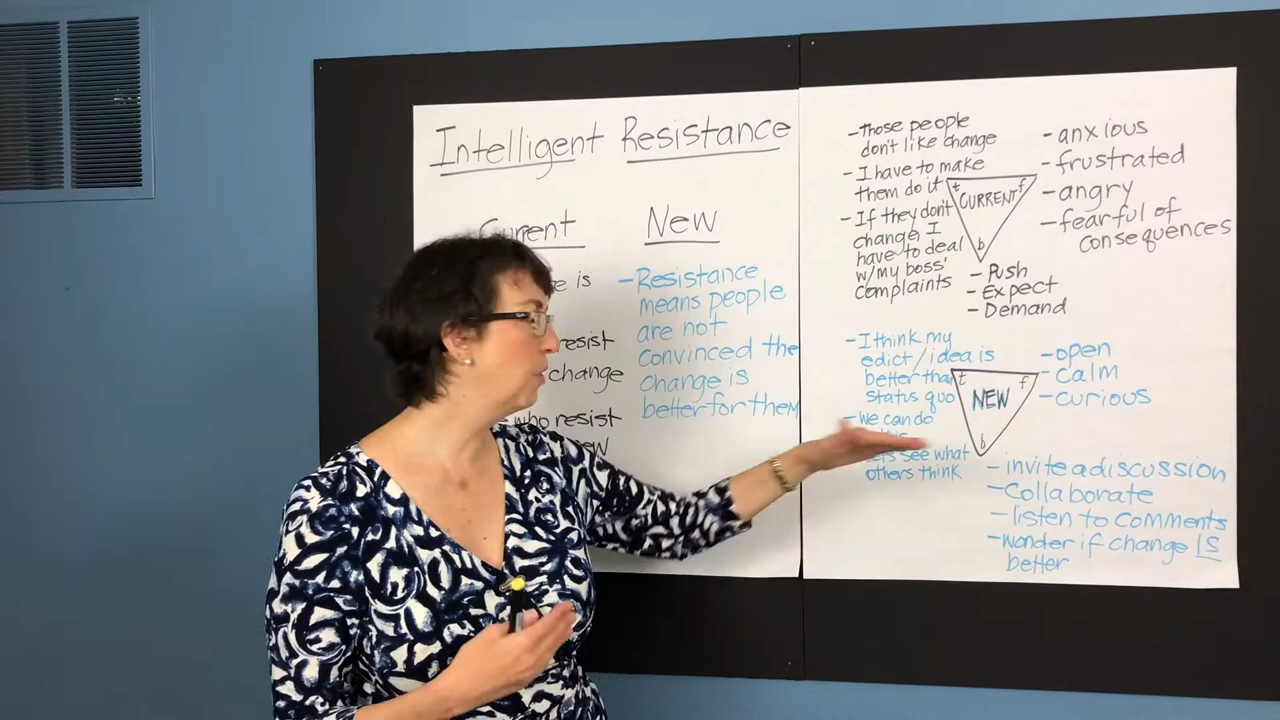 Intelligent Resistance
Current
is
resist
change
who resist
New
-Resistance
means people
are not
convinced the
change is
better for them
-Those people
don't like change
-I have to make
them do it
-If they don't
change, I
have to deal
w/my boss'
complaints
t CURRENT f
b
-anxious
-frustrated
-angry
-fearful of
consequences
-Push
-Expect
-Demand
-I think my
edict/idea is
better than
status quo
-we can do
let's see what
others think
t f
NEW
b
-open
-calm
-curious
-invite a discussion
-Collaborate
-listen to comments
-wonder if change IS
better